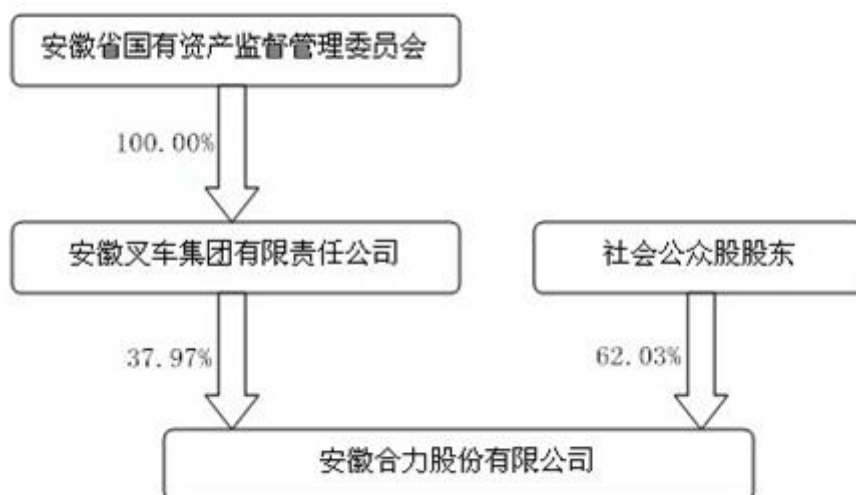 安徽省国有资产监督管理委员会
100.00%
安徽叉车集团有限责任公司
社会公众股股东
37.97%
62.03%
安徽合力股份有限公司